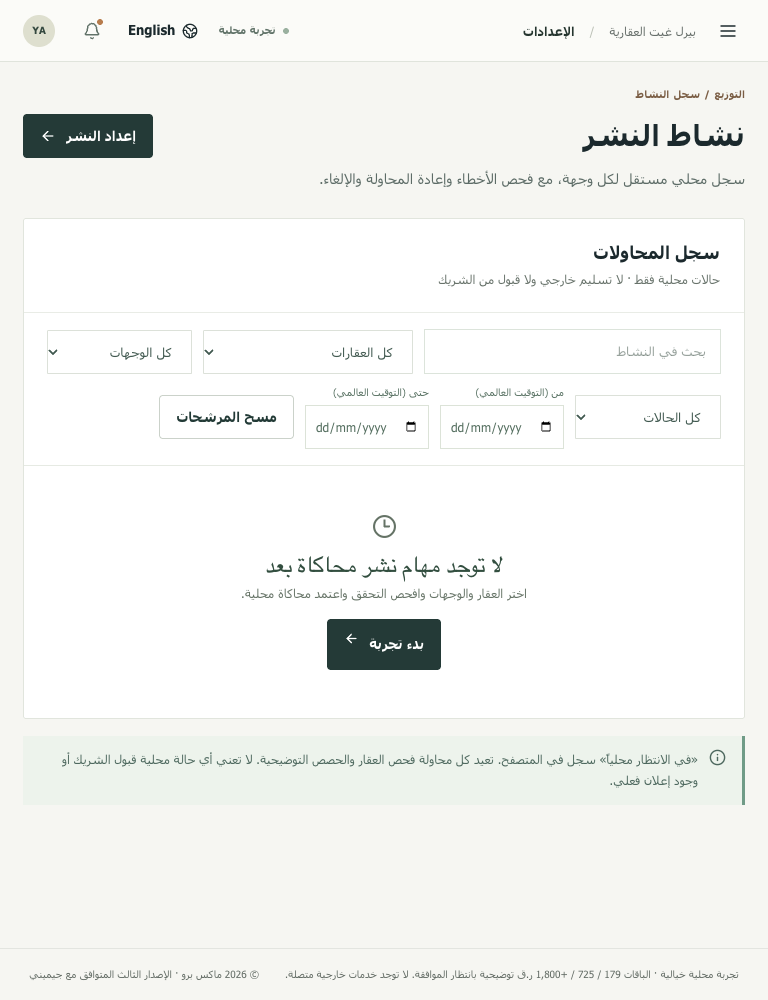 بيرل غيت العقارية / الإعدادات
تجربة محلية
English
YA
التوزيع / سجل النشاط
نشاط النشر
إعداد النشر
سجل محلي مستقل لكل وجهة، مع فحص الأخطاء وإعادة المحاولة والإلغاء.
سجل المحاولات
حالات محلية فقط · لا تسليم خارجي ولا قبول من الشريك
بحث في النشاط
كل العقارات
كل الوجهات
كل الحالات
من (التوقيت العالمي)
dd/mm/yyyy
حتى (التوقيت العالمي)
dd/mm/yyyy
مسح المرشحات
لا توجد مهام نشر محاكاة بعد
اختر العقار والوجهات وافحص التحقق واعتمد محاكاة محلية.
بدء تجربة
«في الانتظار محلياً» سجل في المتصفح. تعيد كل محاولة فحص العقار والحصص التوضيحية. لا تعني أي حالة محلية قبول الشريك أو
وجود إعلان فعلي.
تجربة محلية خيالية · الباقات 179 / 725 / +1,800 ر.ق توضيحية بانتظار الموافقة. لا توجد خدمات خارجية متصلة.
© 2026 ماكس برو · الإصدار الثالث المتوافق مع جيميني